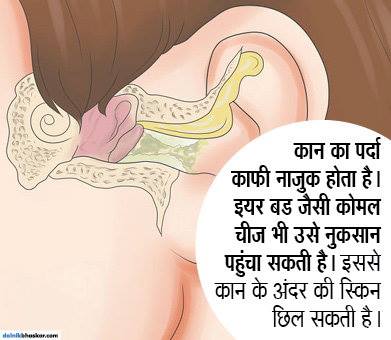 कान का पर्दा
काफी नाजुक होता है।
इयर बड जैसी कोमल
चीज भी उसे नुकसान
पहुंचा सकती है। इससे
कान के अंदर की स्किन
छिल सकती है।
dainikbhaskar.com